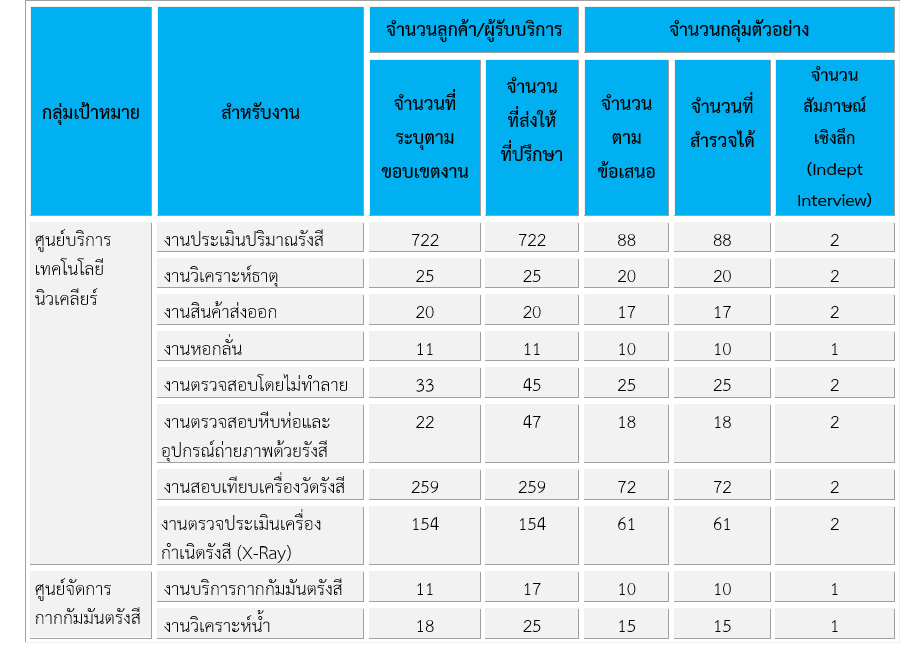 กลุ่มเป้าหมาย
สำหรับงาน
จำนวนลูกค้า/ผู้รับบริการ
จำนวนกลุ่มตัวอย่าง
จำนวนที่
ระบุตาม
ขอบเขตงาน
จำนวน
ที่ส่งให้
ที่ปรึกษา
จำนวน
ตาม
ข้อเสนอ
จำนวนที่
สำรวจได้
จำนวน
สัมภาษณ์
เชิงลึก
(Indept
Interview)
ศูนย์บริการ
เทคโนโลยี
นิวเคลียร์
งานประเมินปริมาณรังสี 722 722 88 88 2
งานวิเคราะห์ธาตุ 25 25 20 20 2
งานสินค้าส่งออก 20 20 17 17 2
งานหอกลั่น 11 11 10 10 1
งานตรวจสอบโดยไม่ทำลาย 33 45 25 25 2
งานตรวจสอบหีบห่อและ 22 47 18 18 2
อุปกรณ์ถ่ายภาพด้วยรังสี
งานสอบเทียบเครื่องวัดรังสี 259 259 72 72 2
งานตรวจประเมินเครื่อง 154 154 61 61 2
กำเนิดรังสี (X-Ray)
ศูนย์จัดการ
กากกัมมันตรังสี
งานบริการกากกัมมันตรังสี 11 17 10 10 1
งานวิเคราะห์น้ำ 18 25 15 15 1